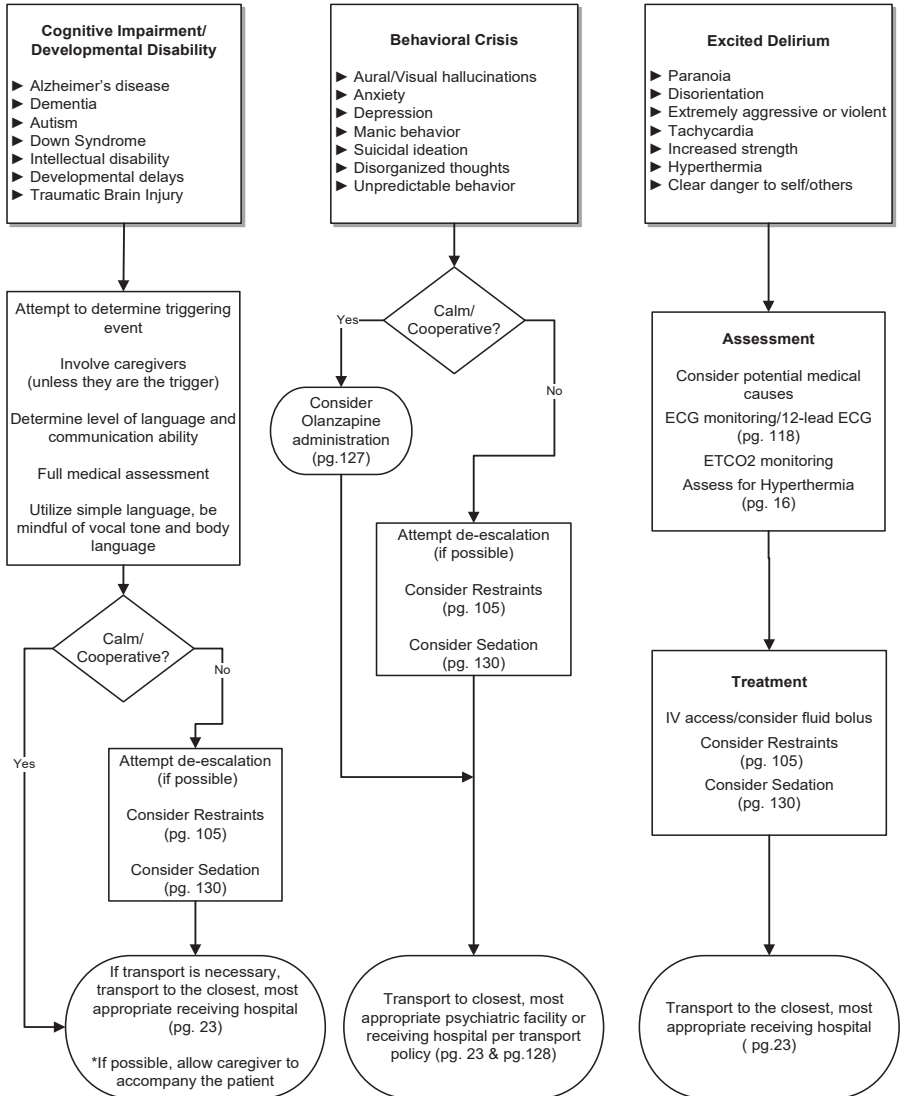 Cognitive Impairment/
Developmental Disability
► Alzheimer's disease
► Dementia
► Autism
► Down Syndrome
► Intellectual disability
► Developmental delays
► Traumatic Brain Injury
Attempt to determine triggering
event
Involve caregivers
(unless they are the trigger)
Determine level of language and
communication ability
Full medical assessment
Utilize simple language, be
mindful of vocal tone and body
language
Calm/
Cooperative?
No
Yes
Attempt de-escalation
(if possible)
Consider Restraints
(pg. 105)
Consider Sedation
(pg. 130)
If transport is necessary,
transport to the closest, most
appropriate receiving hospital
(pg. 23)
*If possible, allow caregiver to
accompany the patient
Behavioral Crisis
► Aural/Visual hallucinations
► Anxiety
► Depression
► Manic behavior
► Suicidal ideation
► Disorganized thoughts
► Unpredictable behavior
Calm/
Cooperative?
Yes
No
Consider
Olanzapine
administration
(pg.127)
Attempt de-escalation
(if possible)
Consider Restraints
(pg. 105)
Consider Sedation
(pg. 130)
Transport to closest, most
appropriate psychiatric facility or
receiving hospital per transport
policy (pg. 23 & pg.128)
Excited Delirium
► Paranoia
► Disorientation
► Extremely aggressive or violent
► Tachycardia
► Increased strength
► Hyperthermia
► Clear danger to self/others
Assessment
Consider potential medical
causes
ECG monitoring/12-lead ECG
(pg. 118)
ETCO2 monitoring
Assess for Hyperthermia
(pg. 16)
Treatment
IV access/consider fluid bolus
Consider Restraints
(pg. 105)
Consider Sedation
(pg. 130)
Transport to the closest, most
appropriate receiving hospital
( pg.23)